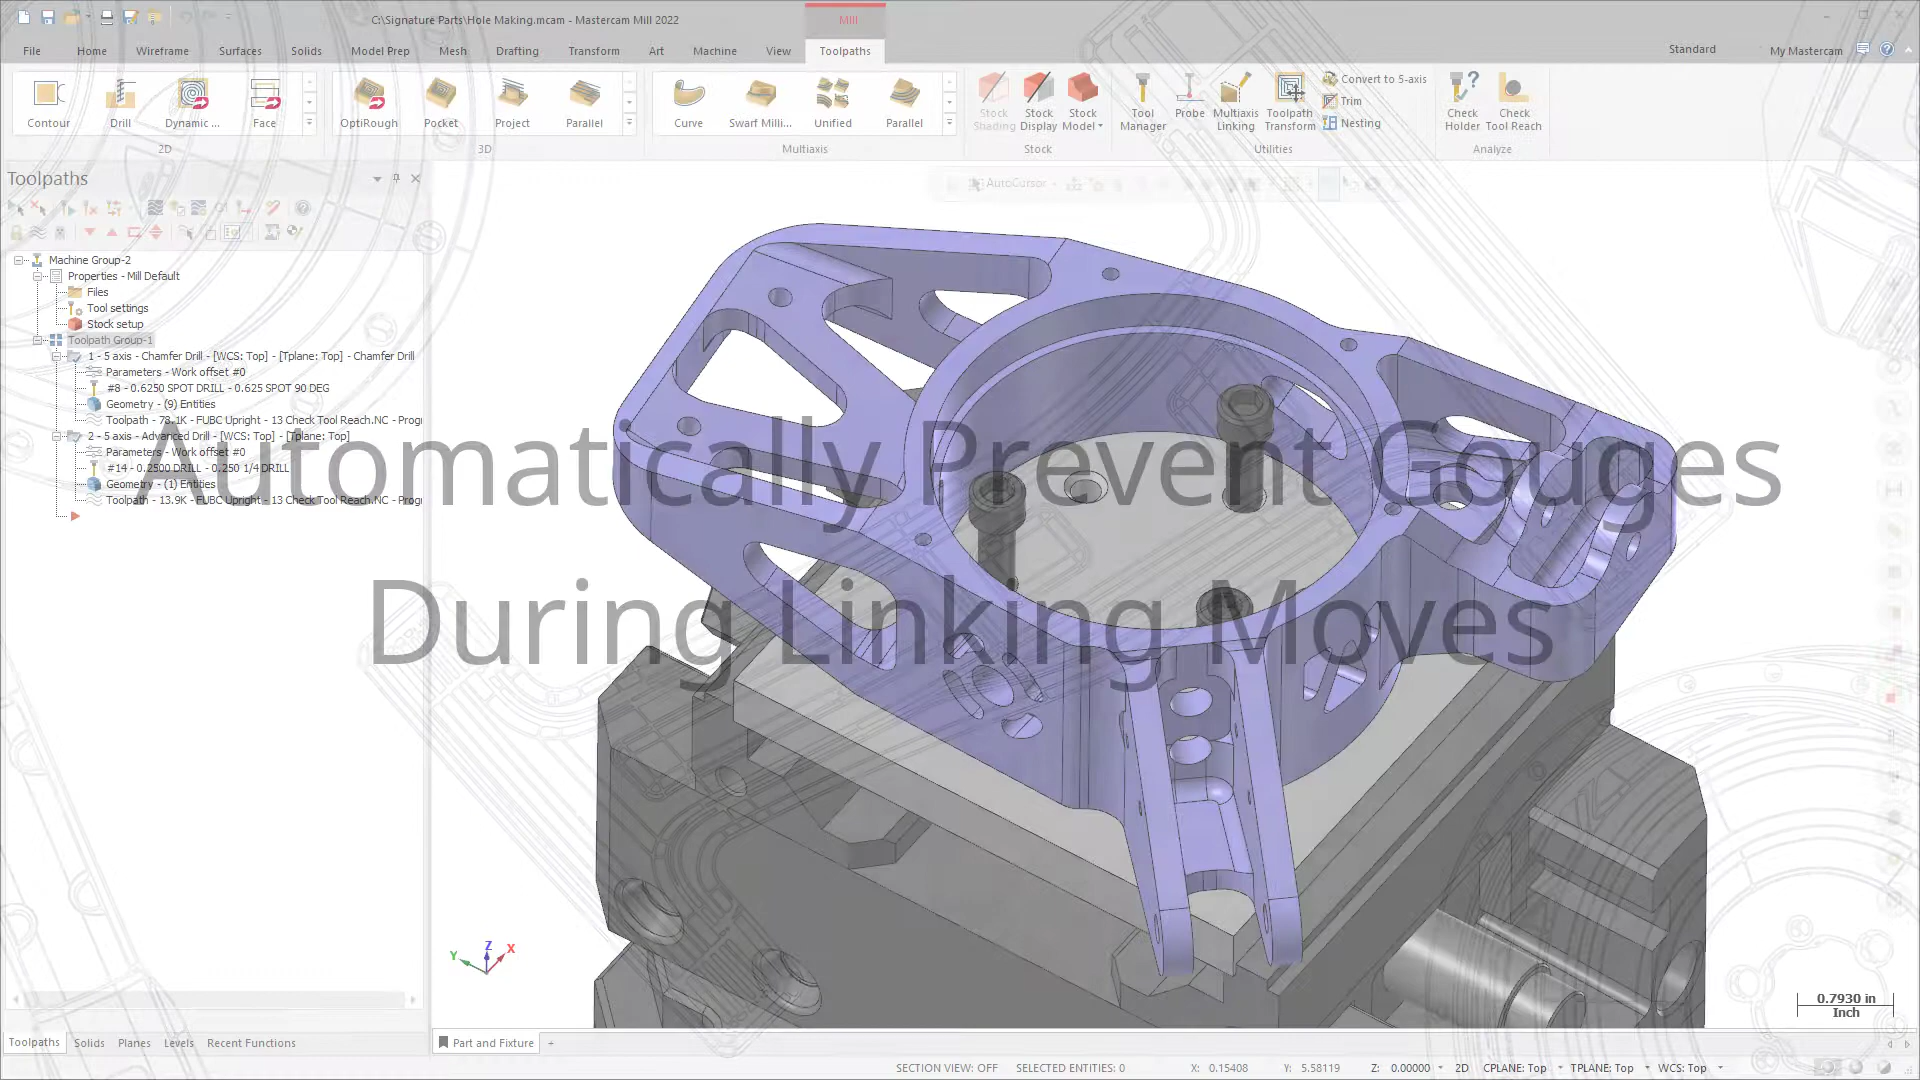 C:\Signature Parts\Hole Making.mcam - Mastercam Mill 2022
Mill
File Home Wireframe Surfaces Solids Model Prep Mesh Drafting Transform Art Machine View Toolpaths
Standard My Mastercam
Contour Drill Dynamic ... Face
OptiRough Pocket Project Parallel
Curve Swarf Milli... Unified Parallel
Stock Shading
Stock Display
Stock Model
Tool Manager
Probe
Multiaxis Linking
Toolpath Transform
Convert to 5-axis
Trim
Nesting
Check Holder
Check Tool Reach
2D 3D Multiaxis Stock Utilities Analyze
Toolpaths
AutoCursor
Machine Group-2
Properties - Mill Default
Files
Tool settings
Stock setup
Toolpath Group-1
1 - 5 axis - Chamfer Drill - [WCS: Top] - [Tplane: Top] - Chamfer Drill
Parameters - Work offset #0
#8 - 0.6250 SPOT DRILL - 0.625 SPOT 90 DEG
Geometry - (9) Entities
Toolpath - 78.1K - FUBC Upright - 13 Check Tool Reach.NC - Progr
2 - 5 axis - Advanced Drill - [WCS: Top] - [Tplane: Top]
Parameters - Work offset #0
#14 - 0.2500 DRILL - 0.250 1/4 DRILL
Geometry - (1) Entities
Toolpath - 13.9K - FUBC Upright - 13 Check Tool Reach.NC - Progr
Automatically Prevent Gouges
During Linking Moves
Y Z X
0.7930 in
Inch
Toolpaths Solids Planes Levels Recent Functions
Part and Fixture +
SECTION VIEW: OFF SELECTED ENTITIES: 0 X: 0.15408 Y: 5.58119 Z: 0.00000 2D CPLANE: Top TPLANE: Top WCS: Top